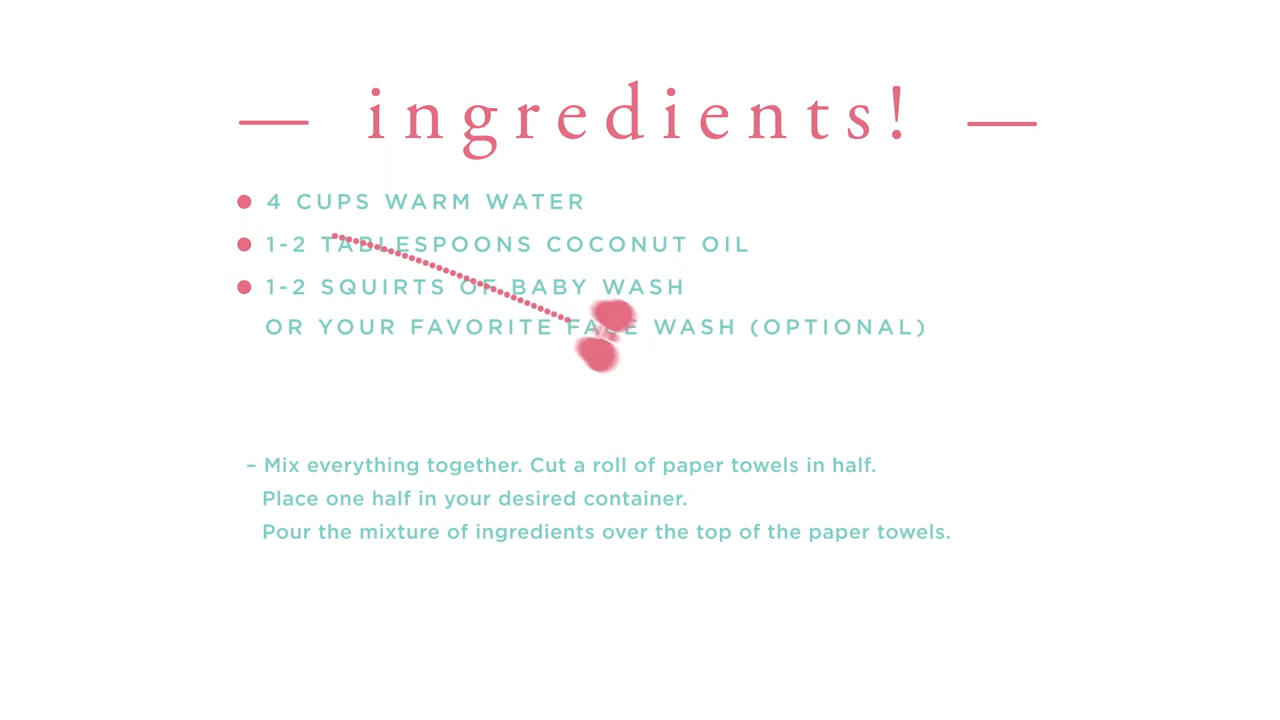 — ingredients! —
4 CUPS WARM WATER
1-2 TABLESPOONS COCONUT OIL
1-2 SQUIRTS OF BABY WASH
OR YOUR FAVORITE FACE WASH (OPTIONAL)
– Mix everything together. Cut a roll of paper towels in half.
Place one half in your desired container.
Pour the mixture of ingredients over the top of the paper towels.